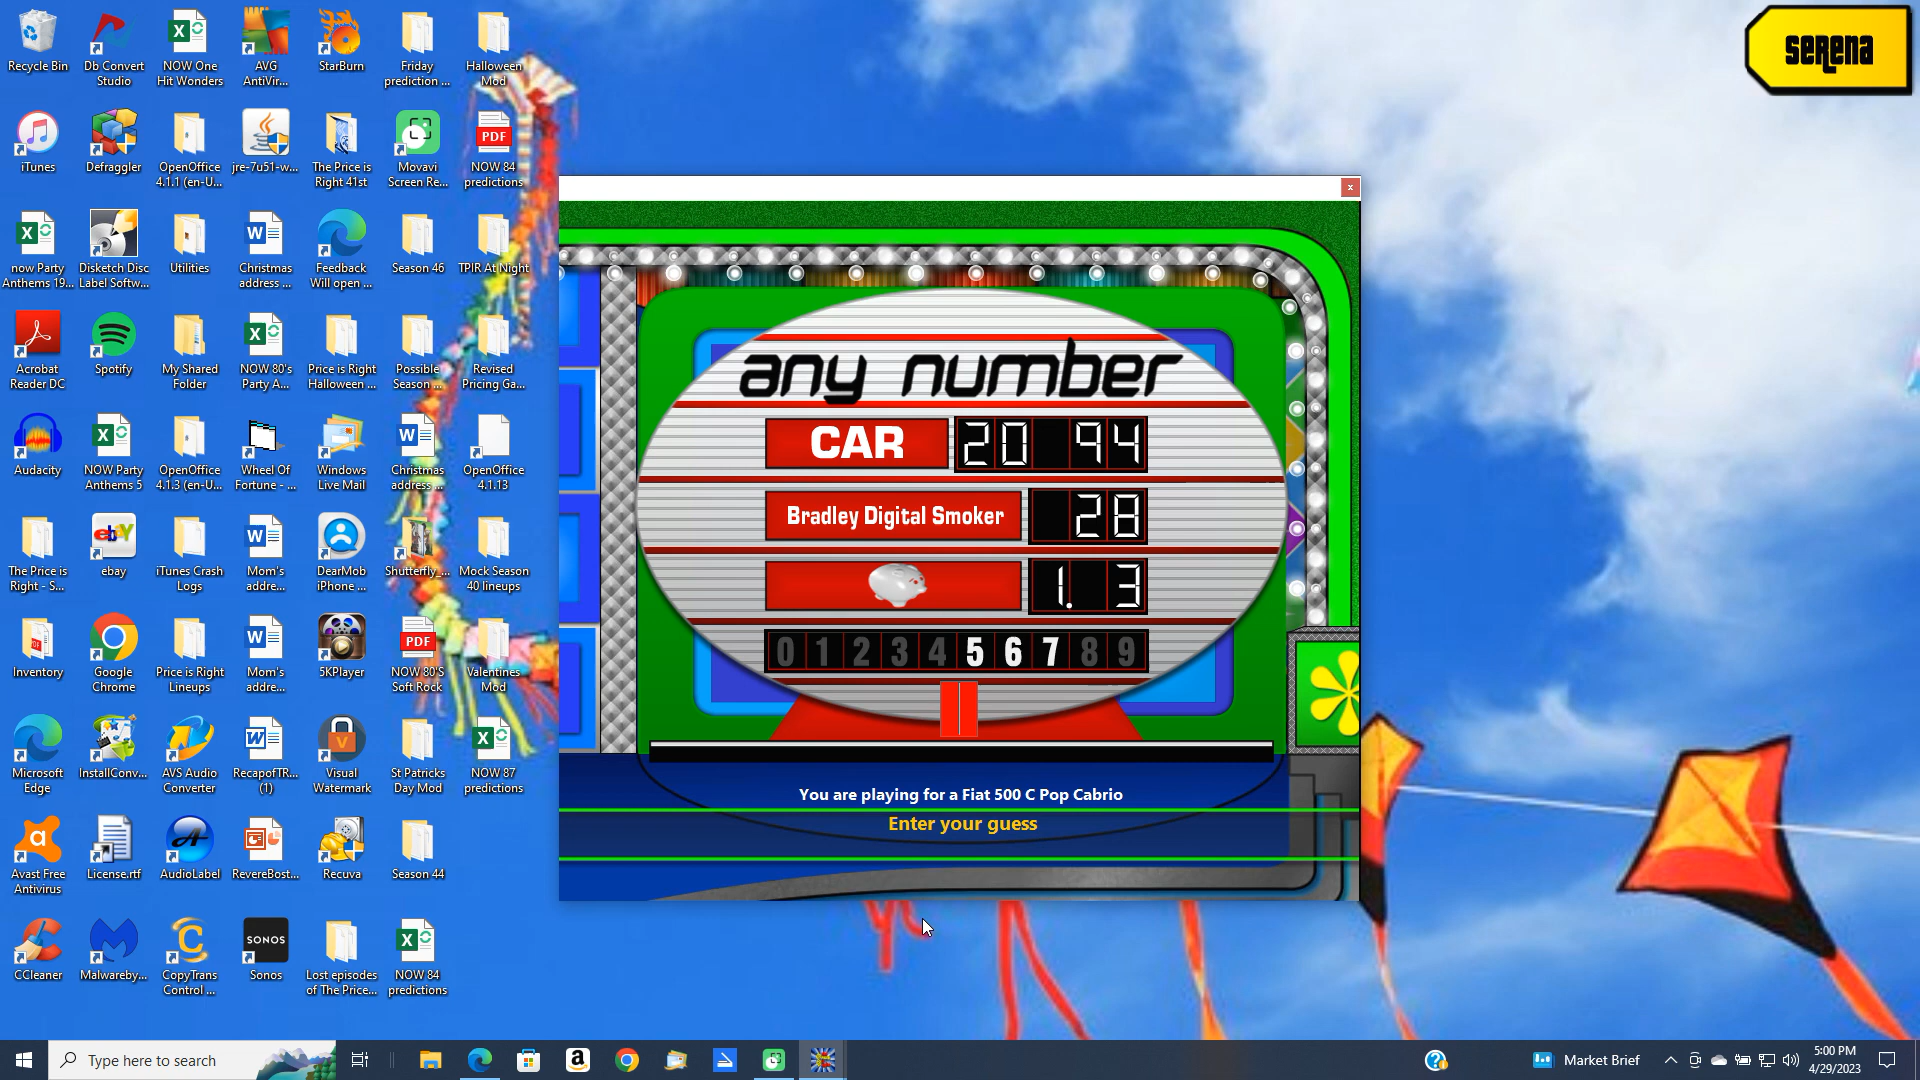 Recycle Bin
Db Convert
Studio
NOW One
Hit Wonders
AVG
AntiVir...
StarBurn
Friday
prediction ...
Halloween
Mod
SERENA
iTunes
Defraggler
OpenOffice
4.1.1 (en-U...
jre-7u51-w...
The Price is
Right 41st
Movavi
Screen Re...
PDF
NOW 84
predictions
now Party
Anthems 19...
Disketch Disc
Label Softw...
Utilities
Christmas
address ...
Feedback
Will open ...
Season 46
TPIR At Night
Acrobat
Reader DC
Spotify
My Shared
Folder
NOW 80's
Party A...
Price is Right
Halloween ...
Possible
Season ...
Revised
Pricing Ga...
Audacity
NOW Party
Anthems 5
OpenOffice
4.1.3 (en-U...
Wheel Of
Fortune - ...
Windows
Live Mail
Christmas
address ...
OpenOffice
4.1.13
The Price is
Right - S...
ebay
ebay
iTunes Crash
Logs
Mom's
addre...
DearMob
iPhone ...
Shutterfly_...
Mock Season
40 lineups
Inventory
Google
Chrome
Price is Right
Lineups
Mom's
addre...
5KPlayer
PDF
NOW 80'S
Soft Rock
Valentines
Mod
Microsoft
Edge
InstallConv...
AVS Audio
Converter
RecapofTR...
(1)
Visual
Watermark
St Patricks
Day Mod
NOW 87
predictions
Avast Free
Antivirus
License.rtf
AudioLabel
RevereBost...
Recuva
Season 44
CCleaner
Malwareby...
CopyTrans
Control ...
SONOS
Sonos
Lost episodes
of The Price...
NOW 84
predictions
x
any number
CAR 20 94
Bradley Digital Smoker 28
1. 3
0 1 2 3 4 5 6 7 8 9
You are playing for a Fiat 500 C Pop Cabrio
Enter your guess
Type here to search
Market Brief
5:00 PM
4/29/2023